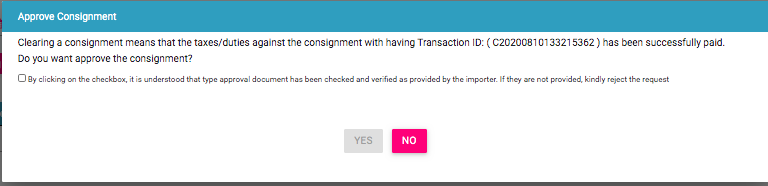 Approve Consignment
Clearing a consignment means that the taxes/duties against the consignment with having Transaction ID: ( C20200810133215362 ) has been successfully paid.
Do you want approve the consignment?
By clicking on the checkbox, it is understood that type approval document has been checked and verified as provided by the importer. If they are not provided, kindly reject the request
YES NO